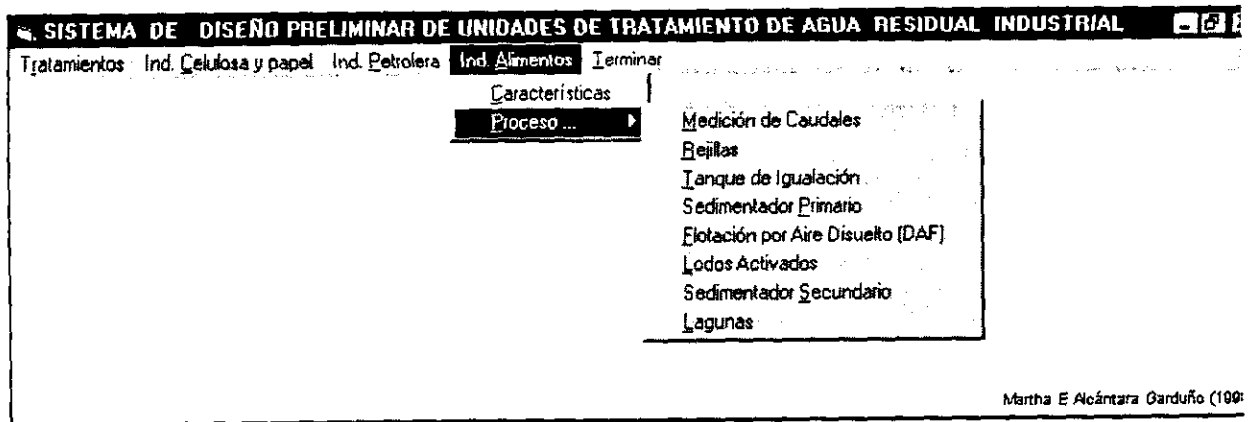 SISTEMA DE DISEÑO PRELIMINAR DE UNIDADES DE TRATAMIENTO DE AGUA RESIDUAL INDUSTRIAL
Tratamientos Ind. Celulosa y papel Ind. Petrolera Ind. Alimentos Terminar
Características
Proceso ...
Medición de Caudales
Rejillas
Tanque de Igualación
Sedimentador Primario
Flotación por Aire Disuelto (DAF)
Lodos Activados
Sedimentador Secundario
Lagunas
Martha E Alcántara Garduño